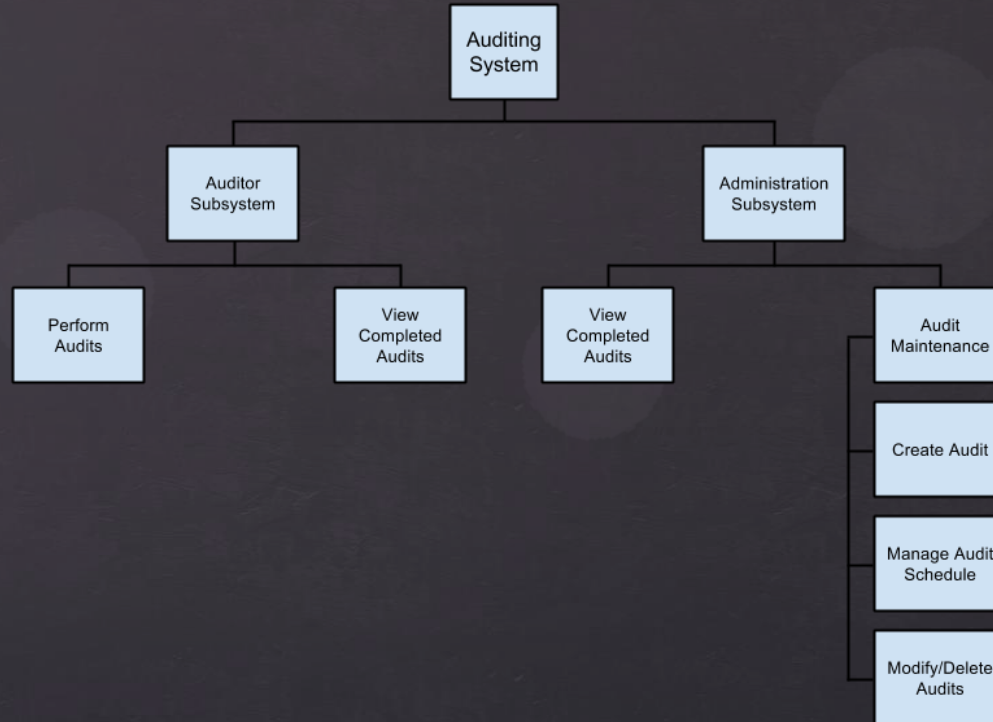 Auditing
System
Auditor
Subsystem
Administration
Subsystem
Perform
Audits
View
Completed
Audits
View
Completed
Audits
Audit
Maintenance
Create Audit
Manage Audit
Schedule
Modify/Delete
Audits